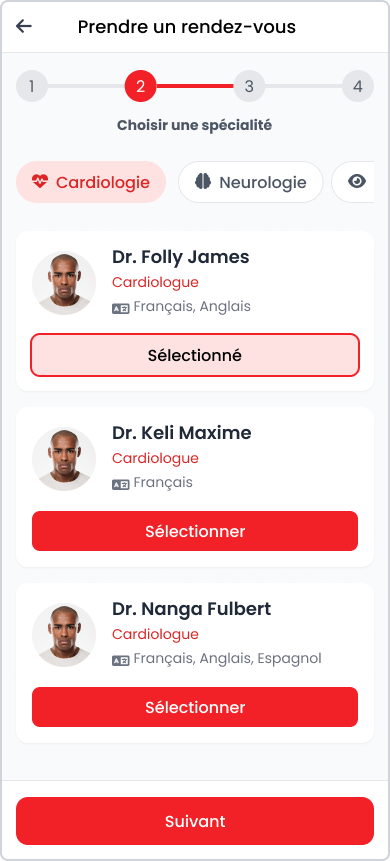 Prendre un rendez-vous
1 2 3 4
Choisir une spécialité
Cardiologie Neurologie
Dr. Folly James
Cardiologue
Français, Anglais
Sélectionné
Dr. Keli Maxime
Cardiologue
Français
Sélectionner
Dr. Nanga Fulbert
Cardiologue
Français, Anglais, Espagnol
Sélectionner
Suivant